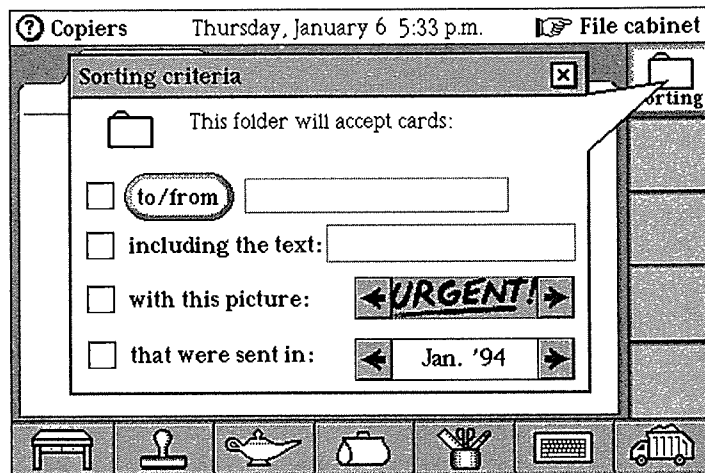 ? Copiers Thursday, January 6 5:33 p.m. File cabinet
Sorting criteria
orting
This folder will accept cards:
to/from
including the text:
with this picture: URGENT!
that were sent in: Jan. '94